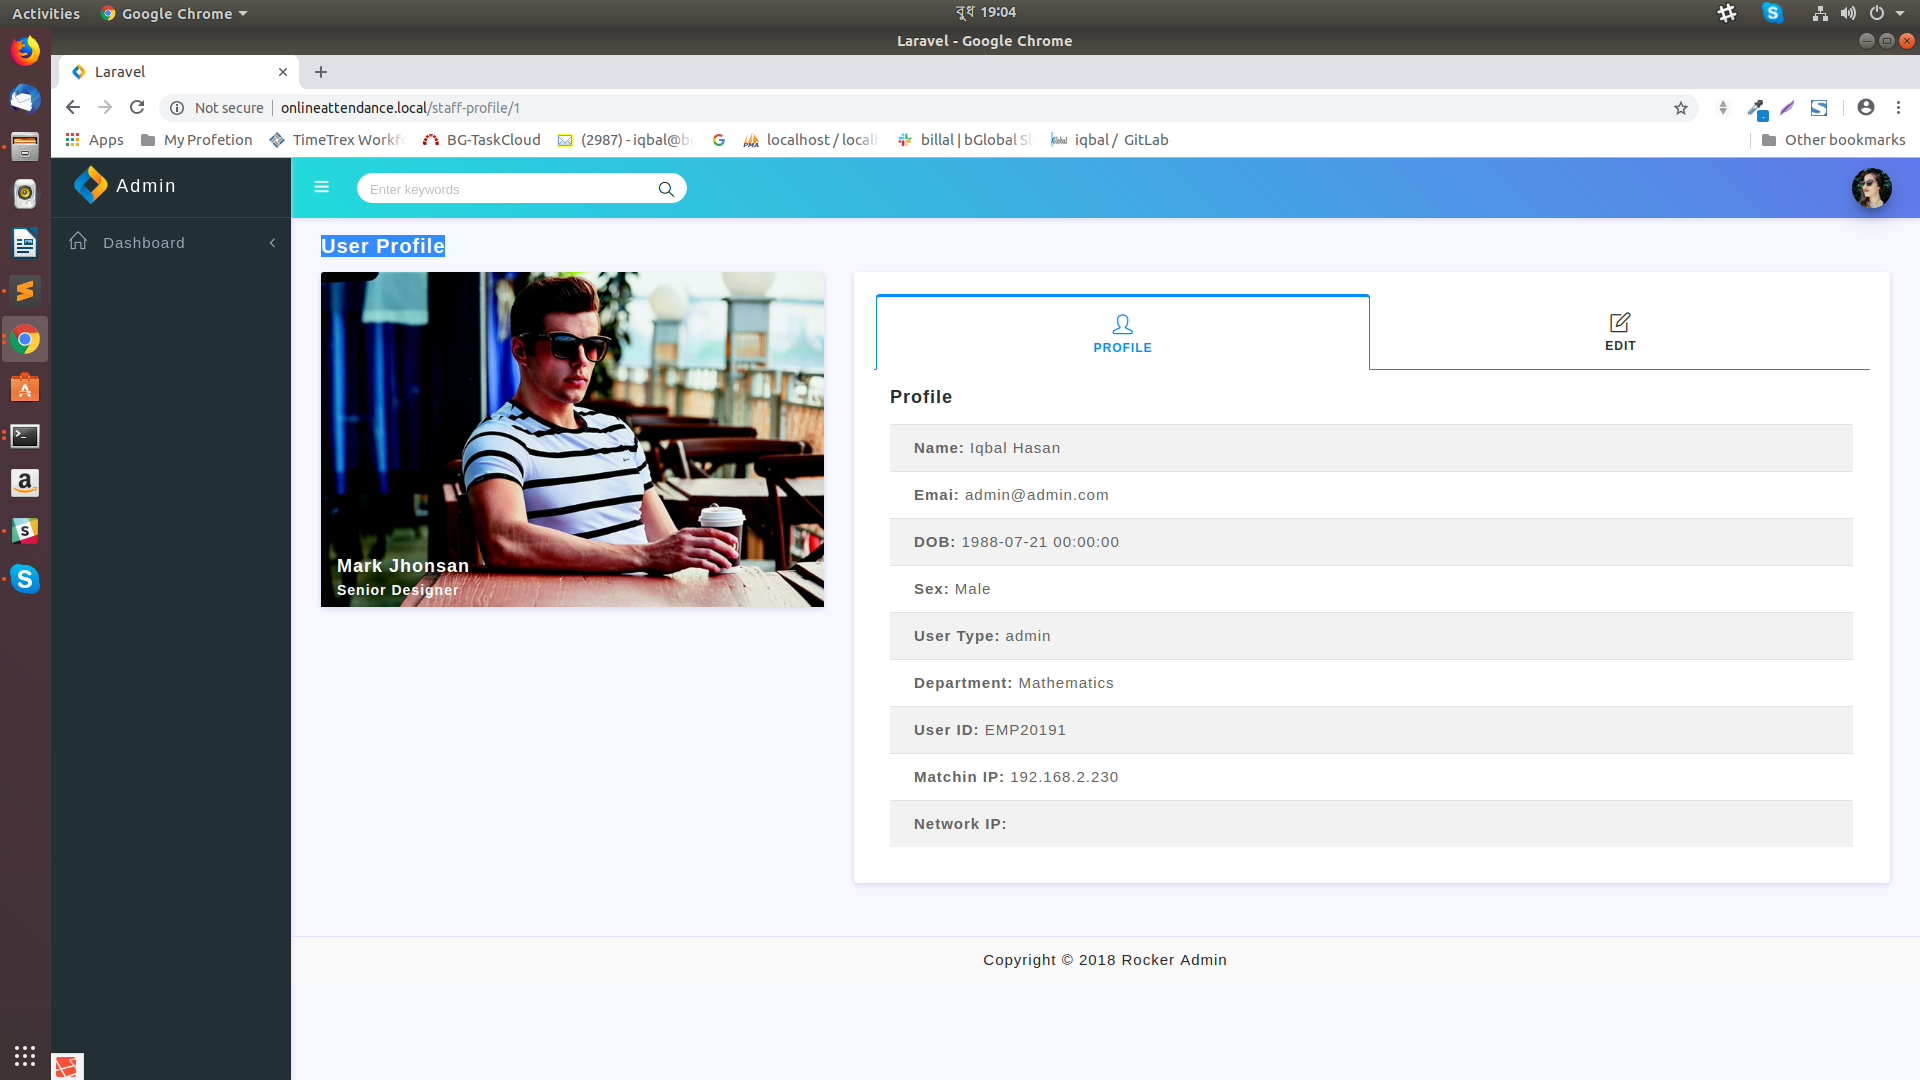 Activities
Google Chrome
বুধ 19:04
Laravel - Google Chrome
Laravel
Not secure
onlineattendance.local/staff-profile/1
Apps
My Profetion
TimeTrex Workf
BG-TaskCloud
(2987) - iqbal@b
localhost / local
billal | bGlobal S
iqbal / GitLab
Other bookmarks
Admin
Enter keywords
Dashboard
User Profile
Mark Jhonsan
Senior Designer
PROFILE
EDIT
Profile
Name: Iqbal Hasan
Emai: admin@admin.com
DOB: 1988-07-21 00:00:00
Sex: Male
User Type: admin
Department: Mathematics
User ID: EMP20191
Matchin IP: 192.168.2.230
Network IP:
Copyright © 2018 Rocker Admin